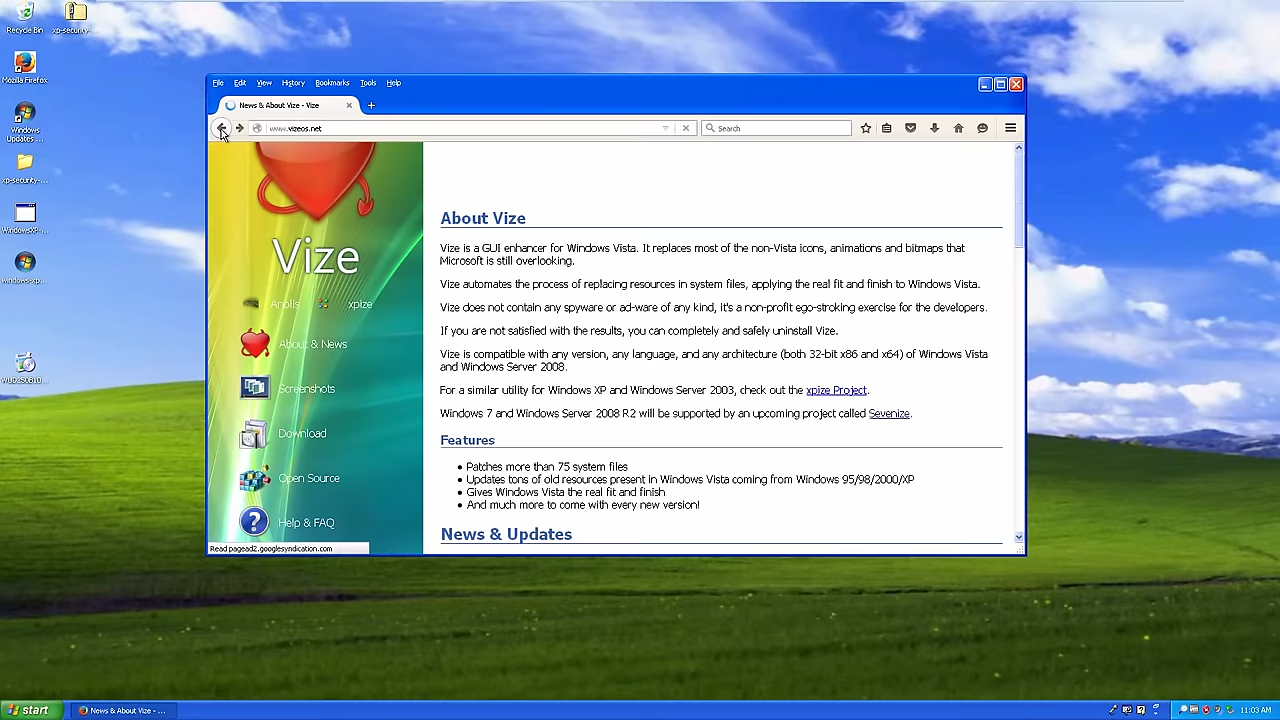 Recycle Bin
xp-security-...
Mozilla Firefox
Windows
Updates...
xp-security-...
WindowsXP-...
windows-xp...
File Edit View History Bookmarks Tools Help
News & About Vize - Vize
www.vizeos.net
Search
Vize
Anolis xpize
About & News
Screenshots
Download
Open Source
Help & FAQ
About Vize
Vize is a GUI enhancer for Windows Vista. It replaces most of the non-Vista icons, animations and bitmaps that
Microsoft is still overlooking.
Vize automates the process of replacing resources in system files, applying the real fit and finish to Windows Vista.
Vize does not contain any spyware or ad-ware of any kind, it's a non-profit ego-stroking exercise for the developers.
If you are not satisfied with the results, you can completely and safely uninstall Vize.
Vize is compatible with any version, any language, and any architecture (both 32-bit x86 and x64) of Windows Vista
and Windows Server 2008.
For a similar utility for Windows XP and Windows Server 2003, check out the xpize Project.
Windows 7 and Windows Server 2008 R2 will be supported by an upcoming project called Sevenize.
Features
• Patches more than 75 system files
• Updates tons of old resources present in Windows Vista coming from Windows 95/98/2000/XP
• Gives Windows Vista the real fit and finish
• And much more to come with every new version!
News & Updates
Read pagead2.googlesyndication.com
start
News & About Vize - ...
11:03 AM